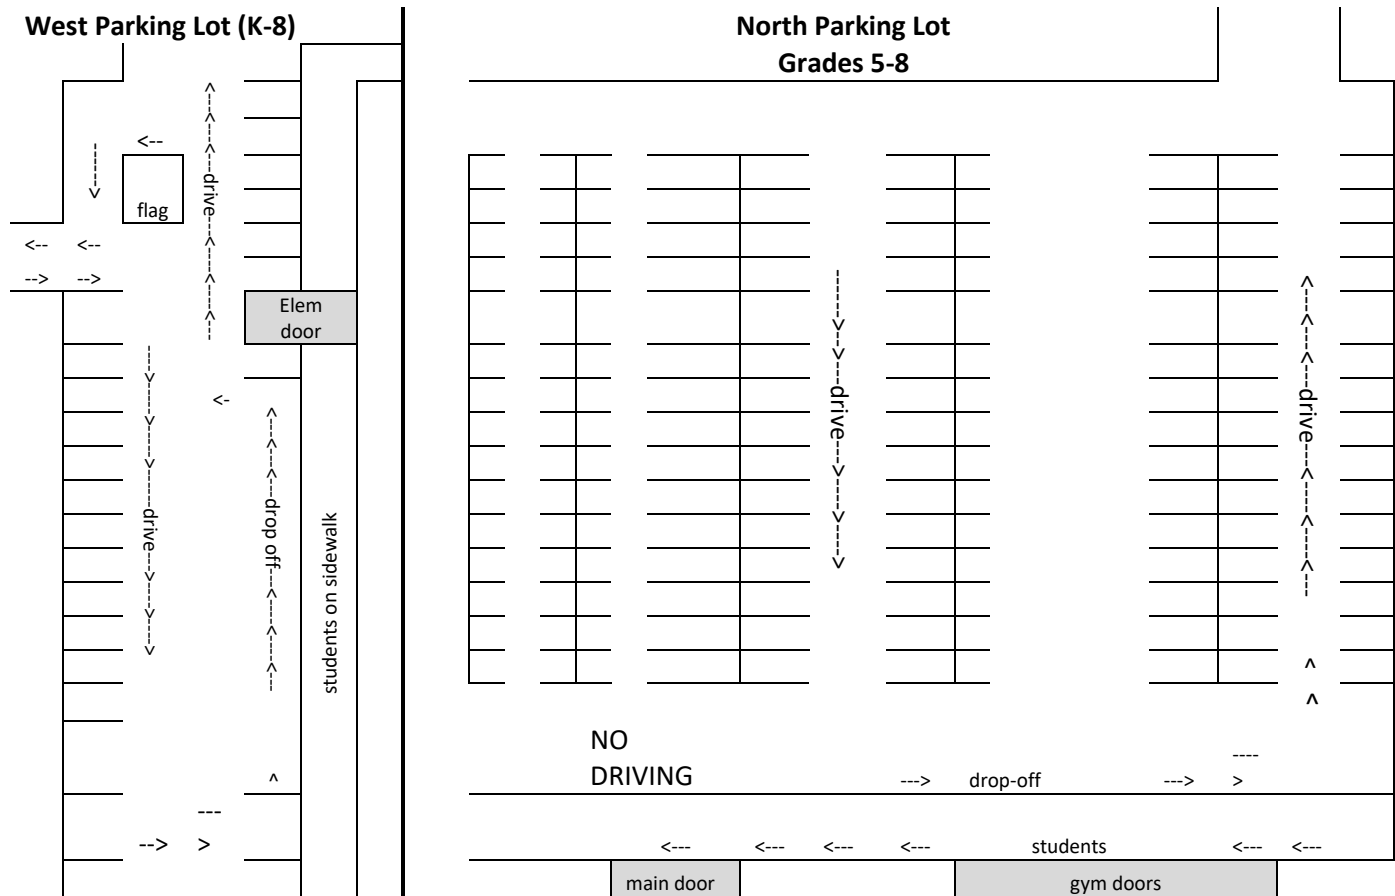 West Parking Lot (K-8)
North Parking Lot
Grades 5-8
<--
flag
drive
<-- <--
--> -->
Elem
door
<-
drive
drop off
students on sidewalk
drive
drive
NO
DRIVING
---> drop-off ---> ----
>
^
^
^
---
--> >
<--- <--- <--- <--- students <--- <---
main door
gym doors